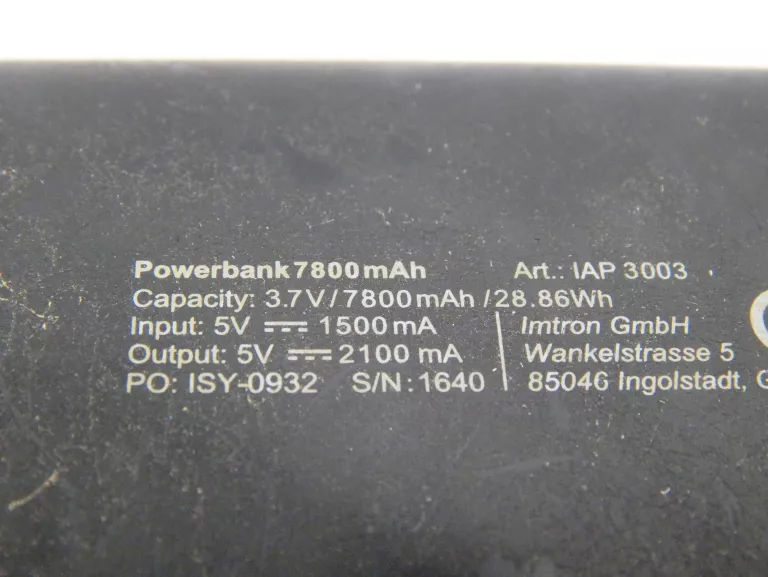 Powerbank 7800 mAh Art.: IAP 3003
Capacity: 3.7V / 7800 mAh / 28.86Wh
Input: 5V ⎓ 1500 mA Imtron GmbH
Output: 5V ⎓ 2100 mA Wankelstrasse 5
PO: ISY-0932 S/N: 1640 85046 Ingolstadt,